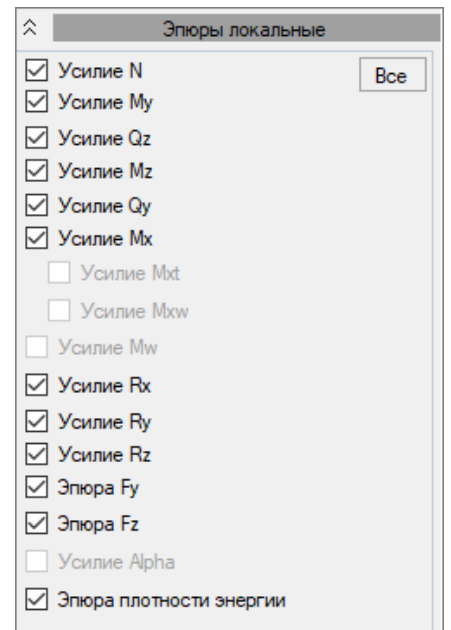 Эпюры локальные
Усилие N
Все
Усилие My
Усилие Qz
Усилие Mz
Усилие Qy
Усилие Mx
Усилие Mxt
Усилие Mxw
Усилие Mw
Усилие Rx
Усилие Ry
Усилие Rz
Эпюра Fy
Эпюра Fz
Усилие Alpha
Эпюра плотности энергии